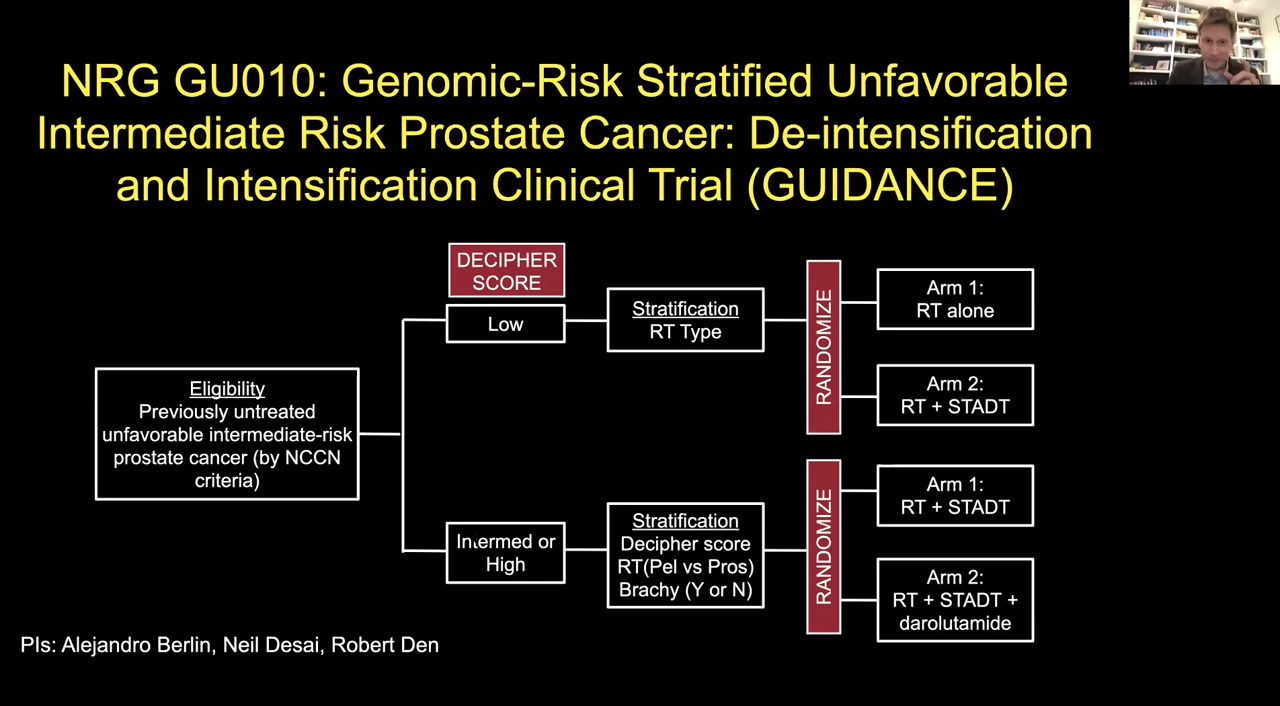 NRG GU010: Genomic-Risk Stratified Unfavorable
Intermediate Risk Prostate Cancer: De-intensification
and Intensification Clinical Trial (GUIDANCE)
DECIPHER
SCORE
Low
Stratification
RT Type
RANDOMIZE
Arm 1:
RT alone
Arm 2:
RT + STADT
Eligibility
Previously untreated
unfavorable intermediate-risk
prostate cancer (by NCCN
criteria)
Intermed or
High
Stratification
Decipher score
RT(Pel vs Pros)
Brachy (Y or N)
RANDOMIZE
Arm 1:
RT + STADT
Arm 2:
RT + STADT +
darolutamide
PIs: Alejandro Berlin, Neil Desai, Robert Den